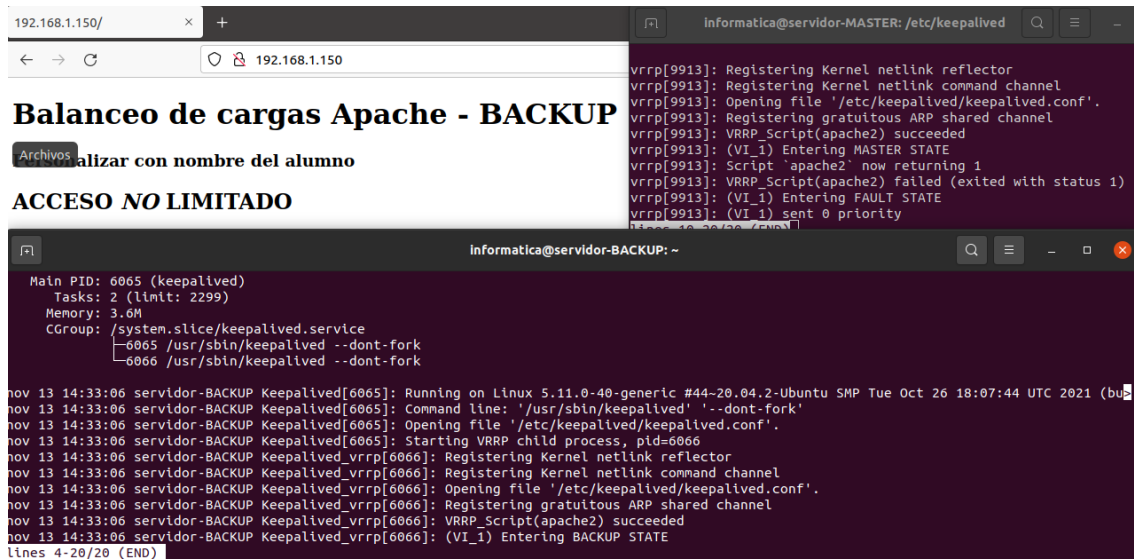 192.168.1.150/
192.168.1.150
Balanceo de cargas Apache - BACKUP
Archivos
alizar con nombre del alumno
ACCESO NO LIMITADO
informatica@servidor-MASTER: /etc/keepalived
vrrp[9913]: Registering Kernel netlink reflector
vrrp[9913]: Registering Kernel netlink command channel
vrrp[9913]: Opening file '/etc/keepalived/keepalived.conf'.
vrrp[9913]: Registering gratuitous ARP shared channel
vrrp[9913]: VRRP_Script(apache2) succeeded
vrrp[9913]: (VI_1) Entering MASTER STATE
vrrp[9913]: Script `apache2` now returning 1
vrrp[9913]: VRRP_Script(apache2) failed (exited with status 1)
vrrp[9913]: (VI_1) Entering FAULT STATE
vrrp[9913]: (VI_1) sent 0 priority
lines 10-20/20 (END)
informatica@servidor-BACKUP: ~
Main PID: 6065 (keepalived)
Tasks: 2 (limit: 2299)
Memory: 3.6M
CGroup: /system.slice/keepalived.service
├─6065 /usr/sbin/keepalived --dont-fork
└─6066 /usr/sbin/keepalived --dont-fork
nov 13 14:33:06 servidor-BACKUP Keepalived[6065]: Running on Linux 5.11.0-40-generic #44~20.04.2-Ubuntu SMP Tue Oct 26 18:07:44 UTC 2021 (bu>
nov 13 14:33:06 servidor-BACKUP Keepalived[6065]: Command line: '/usr/sbin/keepalived' '--dont-fork'
nov 13 14:33:06 servidor-BACKUP Keepalived[6065]: Opening file '/etc/keepalived/keepalived.conf'.
nov 13 14:33:06 servidor-BACKUP Keepalived[6065]: Starting VRRP child process, pid=6066
nov 13 14:33:06 servidor-BACKUP Keepalived_vrrp[6066]: Registering Kernel netlink reflector
nov 13 14:33:06 servidor-BACKUP Keepalived_vrrp[6066]: Registering Kernel netlink command channel
nov 13 14:33:06 servidor-BACKUP Keepalived_vrrp[6066]: Opening file '/etc/keepalived/keepalived.conf'.
nov 13 14:33:06 servidor-BACKUP Keepalived_vrrp[6066]: Registering gratuitous ARP shared channel
nov 13 14:33:06 servidor-BACKUP Keepalived_vrrp[6066]: VRRP_Script(apache2) succeeded
nov 13 14:33:06 servidor-BACKUP Keepalived_vrrp[6066]: (VI_1) Entering BACKUP STATE
lines 4-20/20 (END)